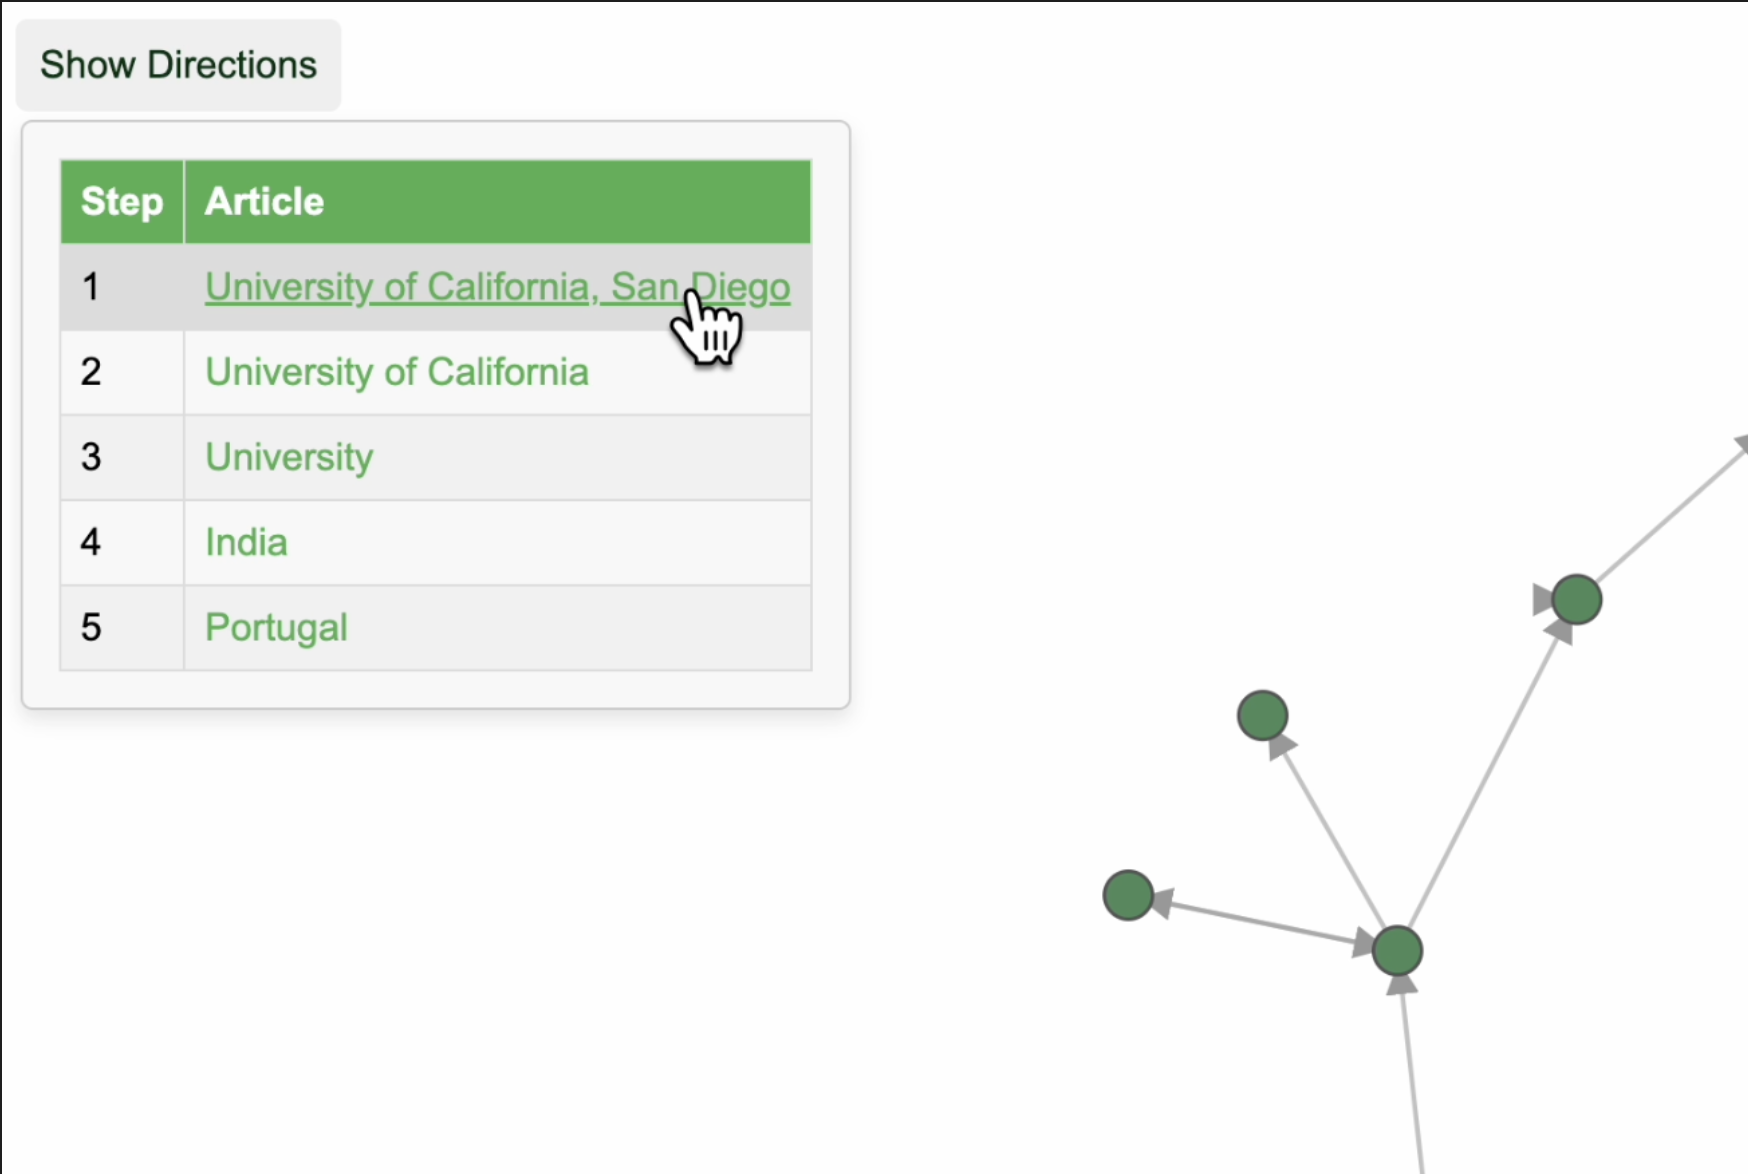 Show Directions
Step Article
1 University of California, San Diego
2 University of California
3 University
4 India
5 Portugal